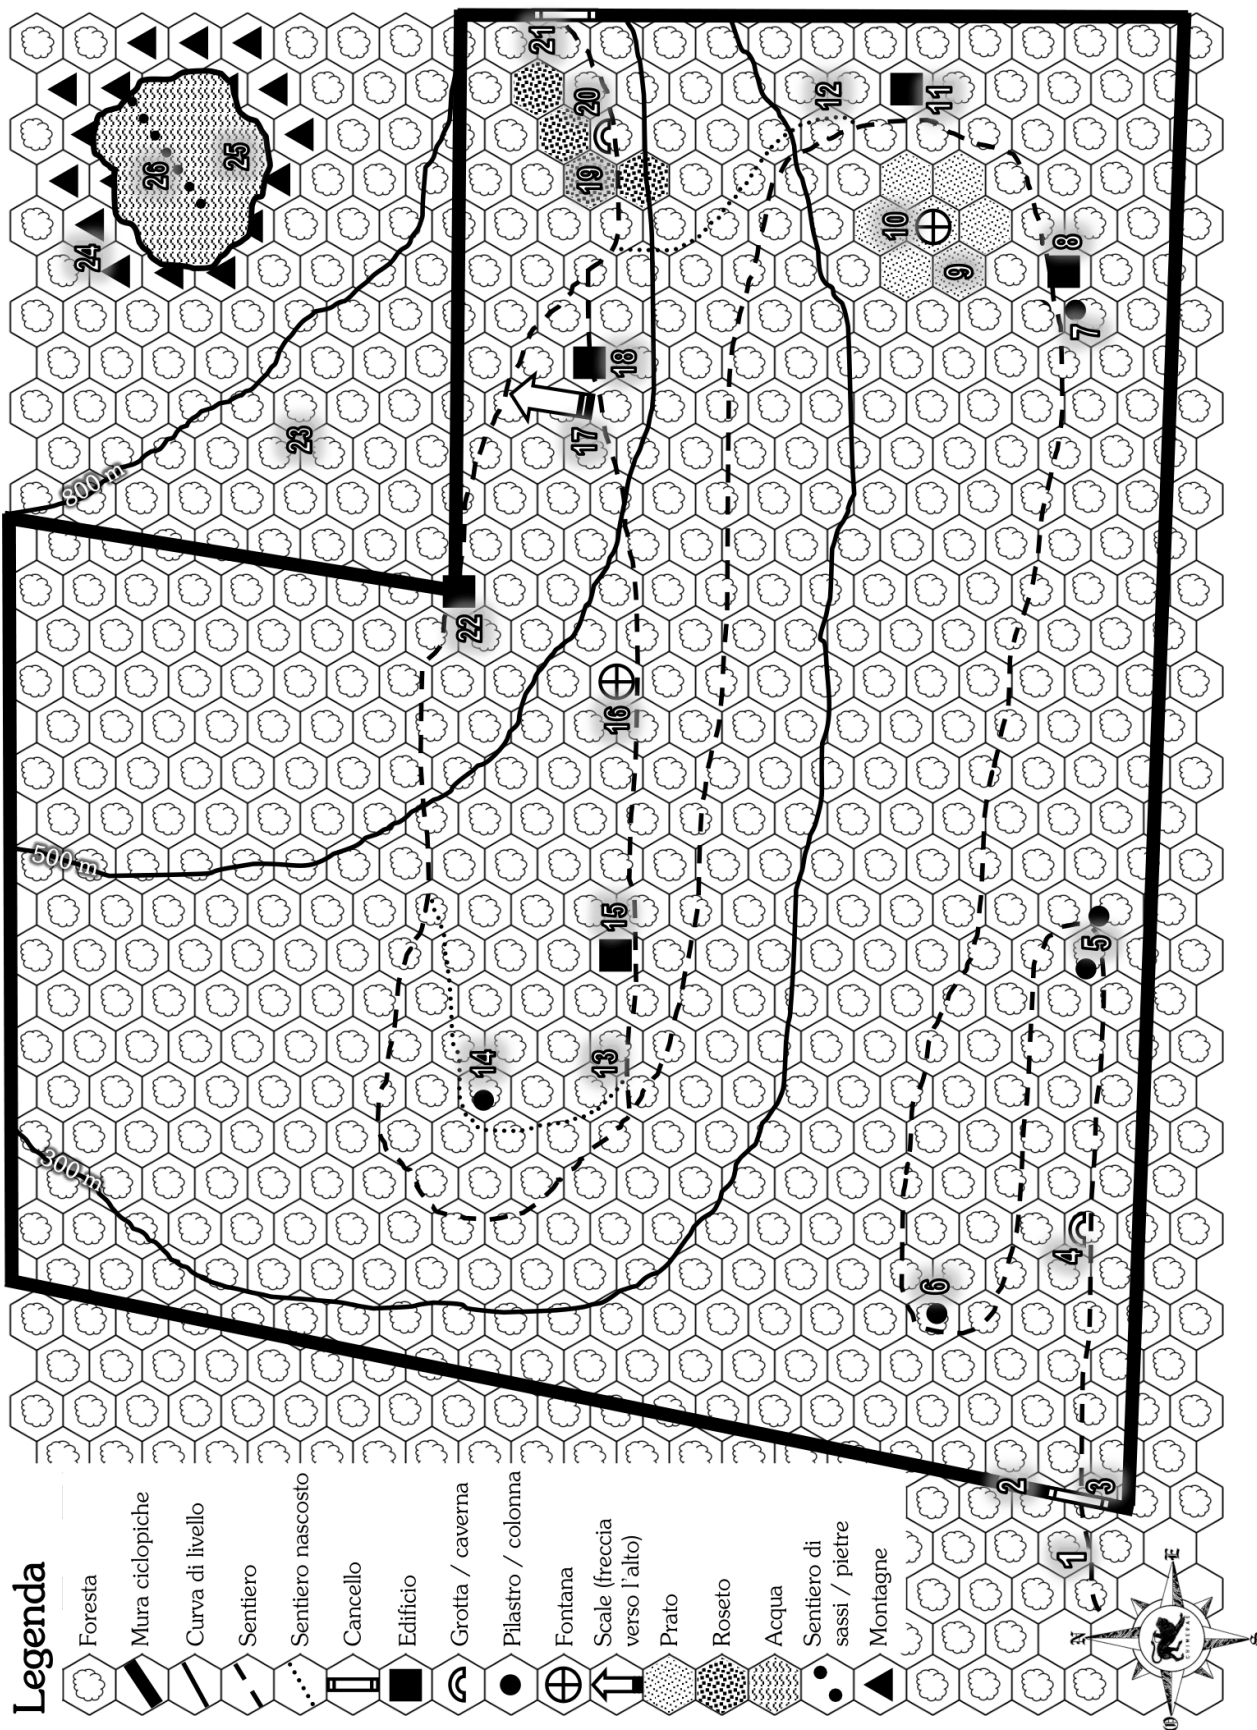 Legenda
Foresta
Mura ciclopiche
Curva di livello
Sentiero
Sentiero nascosto
Cancello
Edificio
Grotta / caverna
Pilastro / colonna
Fontana
Scale (freccia
verso l'alto)
Prato
Roseto
Acqua
Sentiero di
sassi / pietre
Montagne
300 m
500 m
800 m
1
2
3
4
5
6
7
8
9
10
11
12
13
14
15
16
17
18
19
20
21
22
23
24
25
26
N
E
O
CHIMERAE